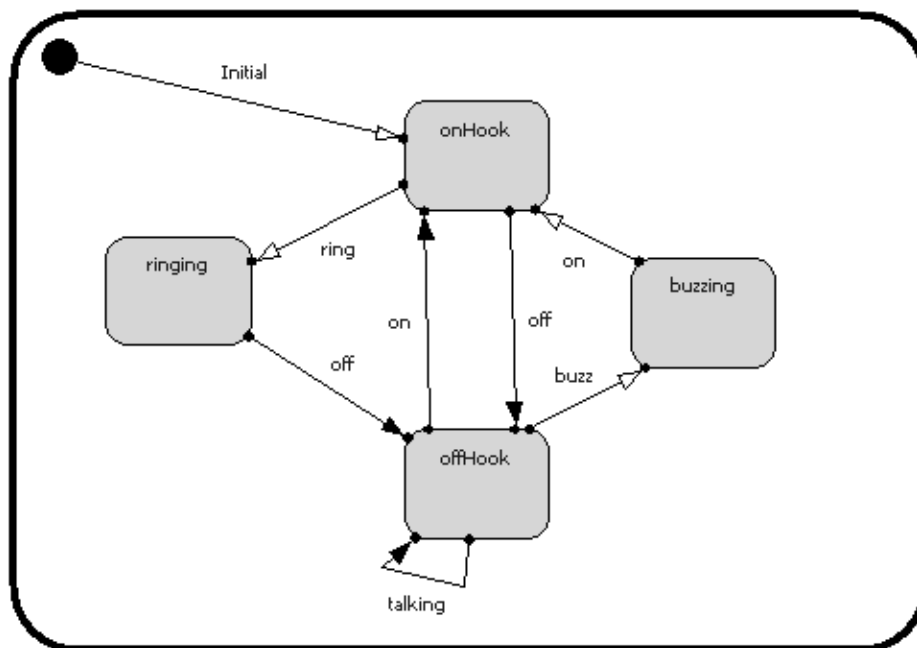 Initial
onHook
ring
ringing
on
buzzing
on
off
off
buzz
offHook
talking